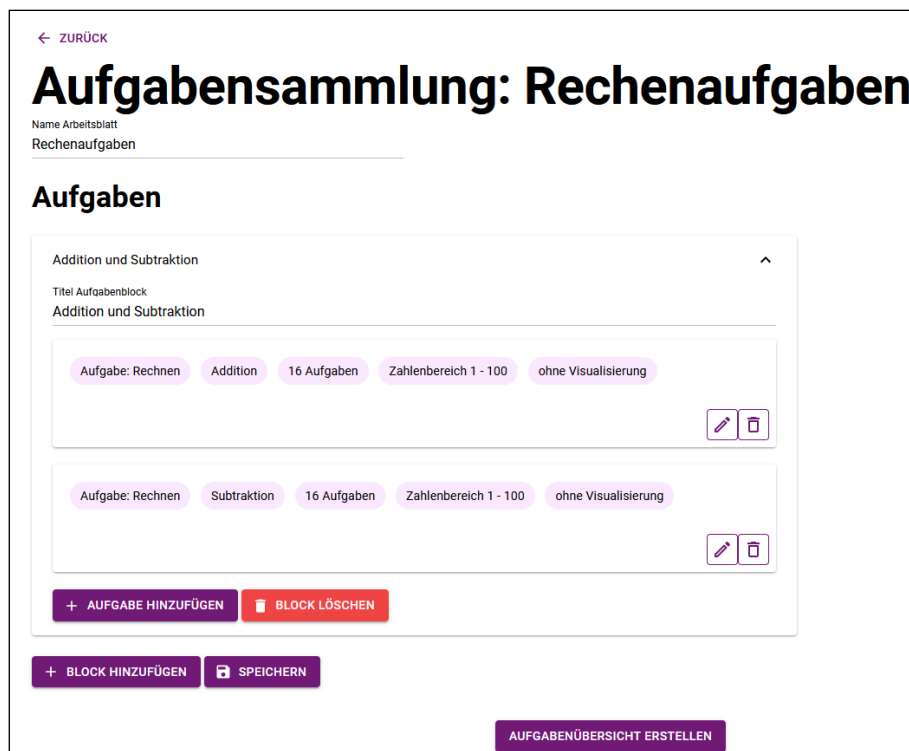 ZURÜCK
Aufgabensammlung: Rechenaufgaben
Name Arbeitsblatt
Rechenaufgaben
Aufgaben
Addition und Subtraktion
Titel Aufgabenblock
Addition und Subtraktion
Aufgabe: Rechnen Addition 16 Aufgaben Zahlenbereich 1 - 100 ohne Visualisierung
Aufgabe: Rechnen Subtraktion 16 Aufgaben Zahlenbereich 1 - 100 ohne Visualisierung
+ AUFGABE HINZUFÜGEN BLOCK LÖSCHEN
+ BLOCK HINZUFÜGEN SPEICHERN
AUFGABENÜBERSICHT ERSTELLEN